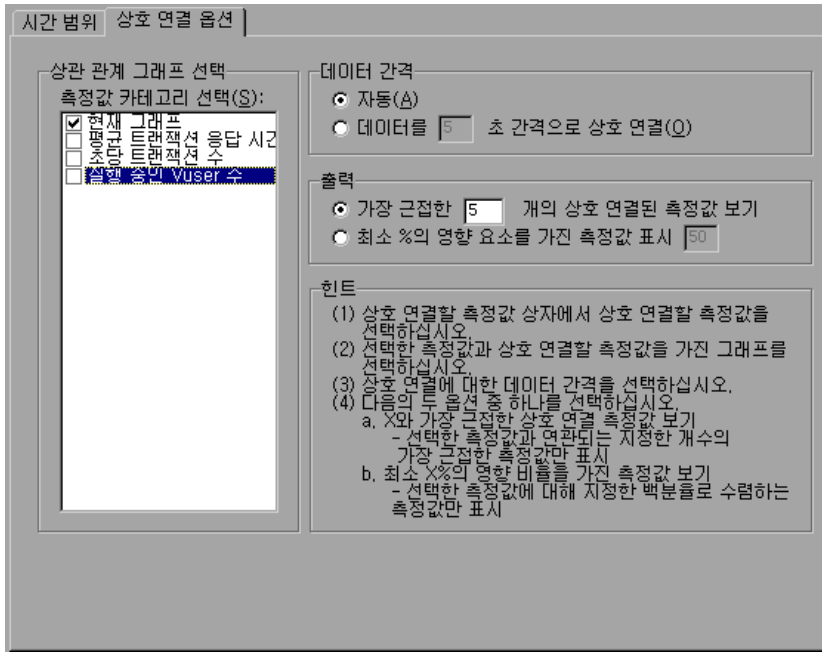 시간 범위
상호 연결 옵션
상관 관계 그래프 선택
측정값 카테고리 선택(S):
현재 그래프
평균 트랜잭션 응답 시간
초당 트랜잭션 수
실행 중인 Vuser 수
데이터 간격
자동(A)
데이터를 5 초 간격으로 상호 연결(O)
출력
가장 근접한 5 개의 상호 연결된 측정값 보기
최소 %의 영향 요소를 가진 측정값 표시 50
힌트
(1) 상호 연결할 측정값 상자에서 상호 연결할 측정값을
선택하십시오.
(2) 선택한 측정값과 상호 연결할 측정값을 가진 그래프를
선택하십시오.
(3) 상호 연결에 대한 데이터 간격을 선택하십시오.
(4) 다음의 두 옵션 중 하나를 선택하십시오.
a. X와 가장 근접한 상호 연결 측정값 보기
- 선택한 측정값과 연관되는 지정한 개수의
가장 근접한 측정값만 표시
b. 최소 X%의 영향 비율을 가진 측정값 보기
- 선택한 측정값에 대해 지정한 백분율로 수렴하는
측정값만 표시